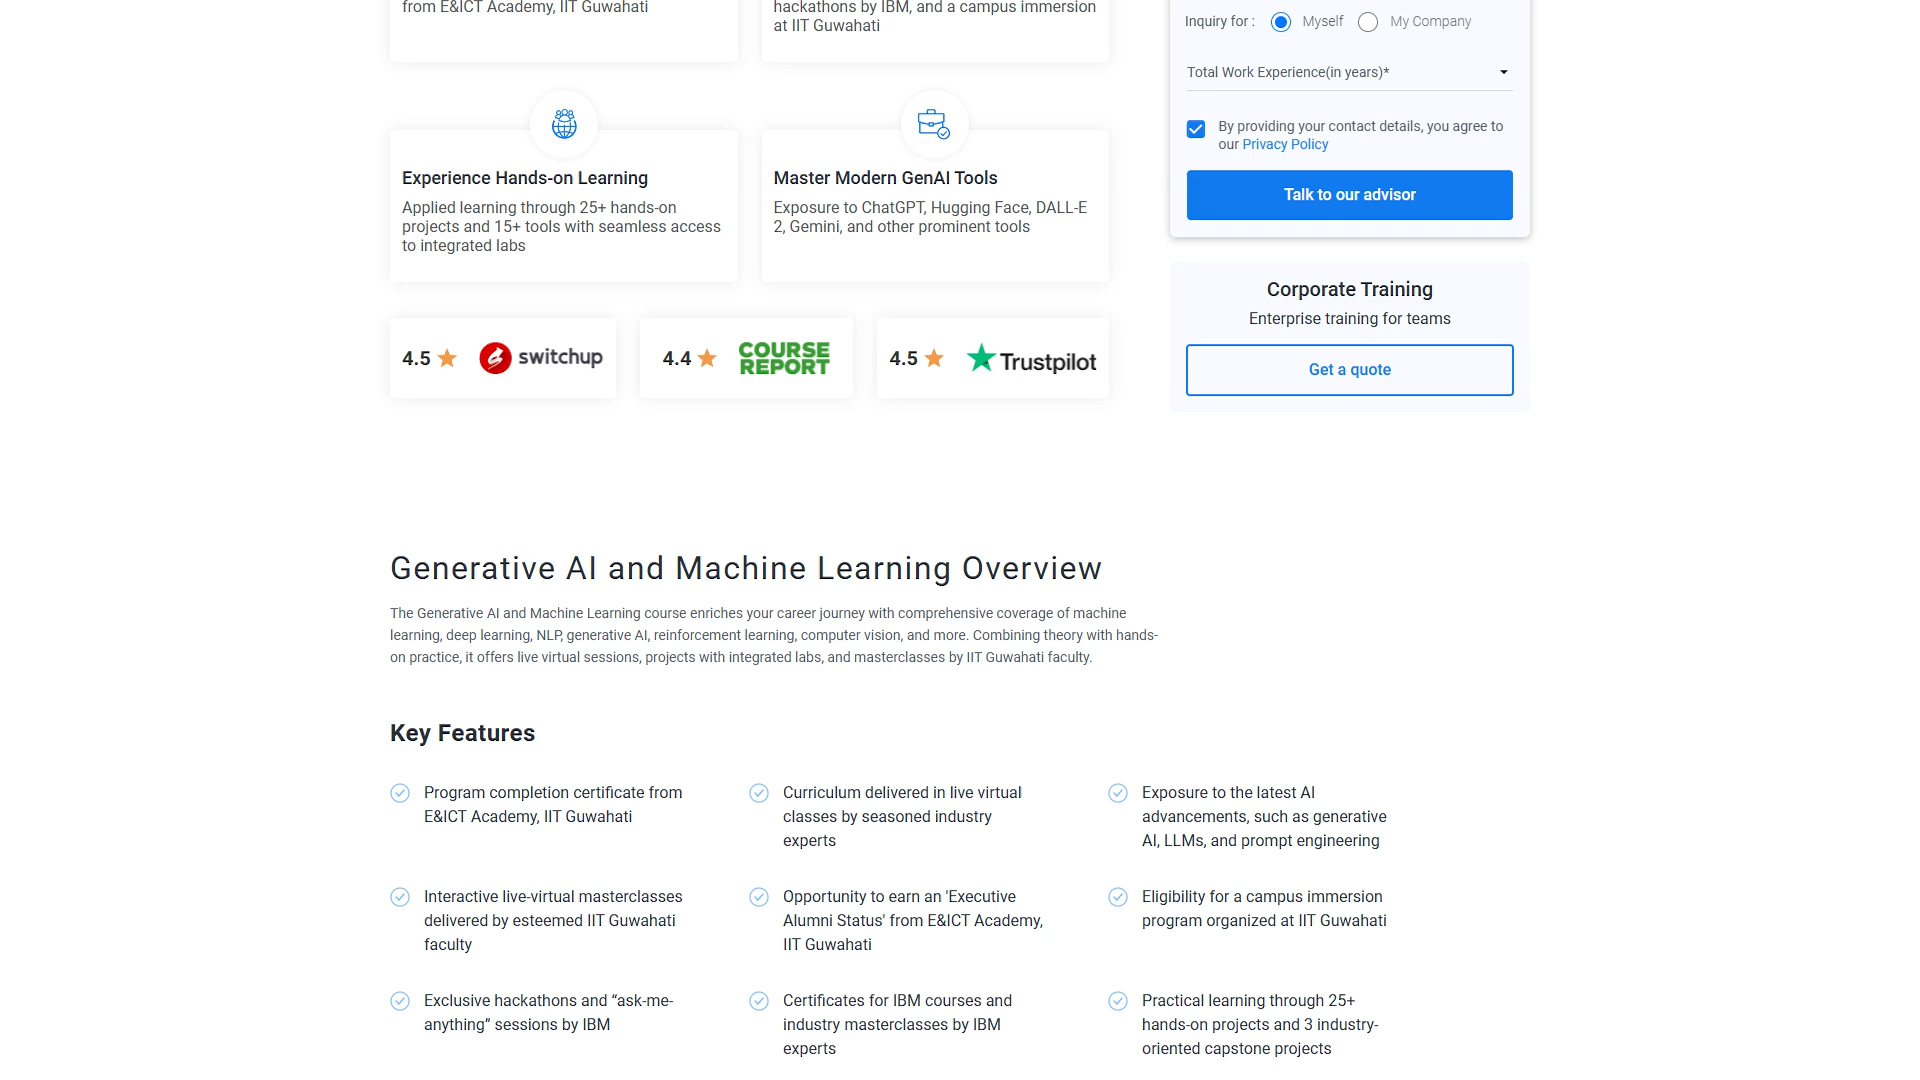 from E&ICT Academy, IIT Guwahati
hackathons by IBM, and a campus immersion
at IIT Guwahati
Inquiry for :
Myself
My Company
Total Work Experience(in years)*
By providing your contact details, you agree to
our Privacy Policy
Talk to our advisor
Experience Hands-on Learning
Applied learning through 25+ hands-on
projects and 15+ tools with seamless access
to integrated labs
Master Modern GenAI Tools
Exposure to ChatGPT, Hugging Face, DALL-E
2, Gemini, and other prominent tools
Corporate Training
Enterprise training for teams
Get a quote
4.5
switchup
4.4
COURSE
REPORT
4.5
Trustpilot
Generative AI and Machine Learning Overview
The Generative AI and Machine Learning course enriches your career journey with comprehensive coverage of machine
learning, deep learning, NLP, generative AI, reinforcement learning, computer vision, and more. Combining theory with hands-
on practice, it offers live virtual sessions, projects with integrated labs, and masterclasses by IIT Guwahati faculty.
Key Features
Program completion certificate from
E&ICT Academy, IIT Guwahati
Curriculum delivered in live virtual
classes by seasoned industry
experts
Exposure to the latest AI
advancements, such as generative
AI, LLMs, and prompt engineering
Interactive live-virtual masterclasses
delivered by esteemed IIT Guwahati
faculty
Opportunity to earn an 'Executive
Alumni Status' from E&ICT Academy,
IIT Guwahati
Eligibility for a campus immersion
program organized at IIT Guwahati
Exclusive hackathons and “ask-me-
anything” sessions by IBM
Certificates for IBM courses and
industry masterclasses by IBM
experts
Practical learning through 25+
hands-on projects and 3 industry-
oriented capstone projects